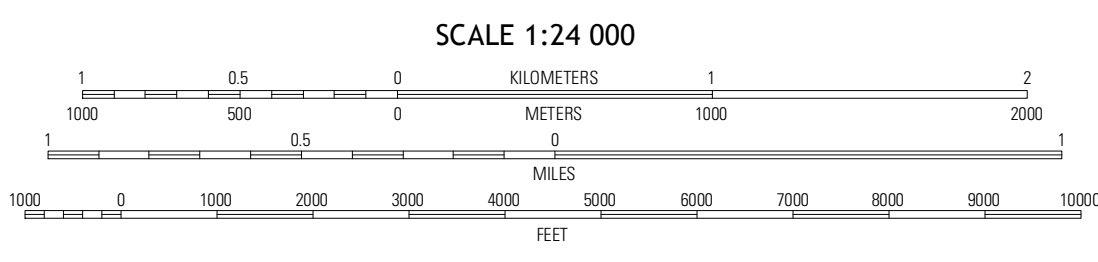 SCALE 1:24 000
1 0.5 0 KILOMETERS 1 2
1000 500 0 METERS 1000 2000
1 0.5 0 1
MILES
1000 0 1000 2000 3000 4000 5000 6000 7000 8000 9000 10000
FEET